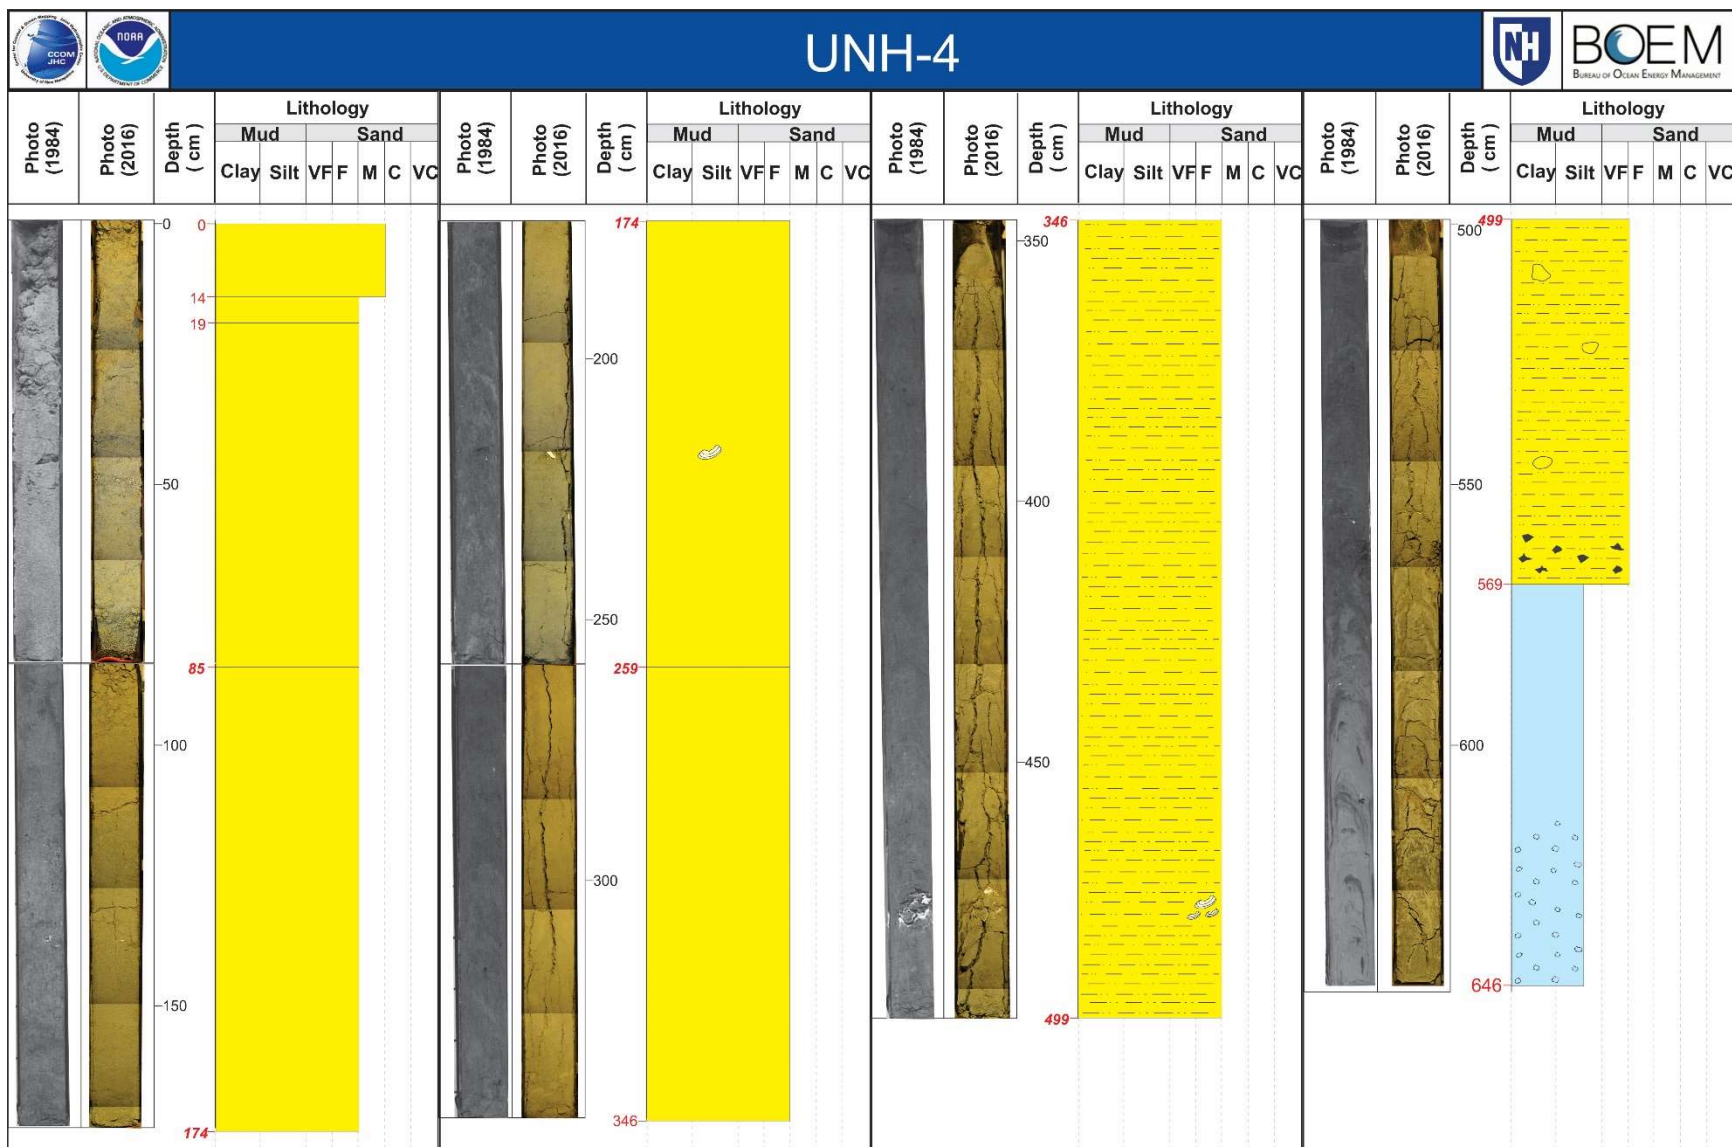 CCOM
JHC
NOAA
UNH-4
NH
BOEM
BUREAU OF OCEAN ENERGY MANAGEMENT
Photo (1984)
Photo (2016)
Depth ( cm )
Lithology
Mud Sand
Clay Silt VF F M C VC
0
0
14
19
50
85
100
150
174
Photo (1984)
Photo (2016)
Depth ( cm )
Lithology
Mud Sand
Clay Silt VF F M C VC
174
200
250
259
300
346
Photo (1984)
Photo (2016)
Depth ( cm )
Lithology
Mud Sand
Clay Silt VF F M C VC
346
350
400
450
499
Photo (1984)
Photo (2016)
Depth ( cm )
Lithology
Mud Sand
Clay Silt VF F M C VC
499
500
550
569
600
646